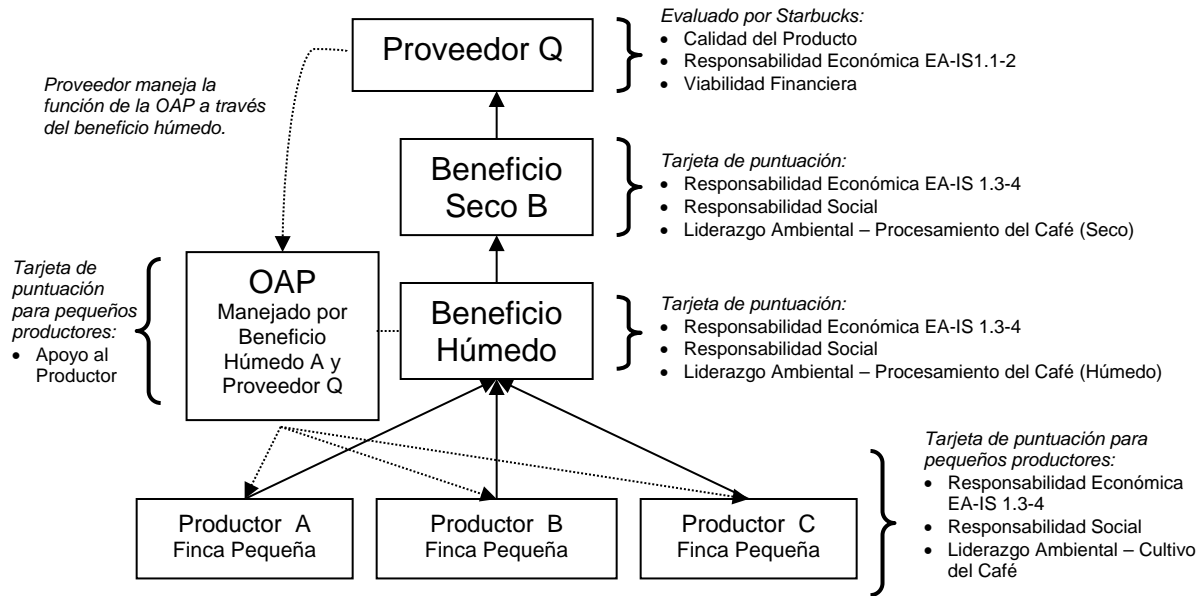 Proveedor Q
Evaluado por Starbucks:
• Calidad del Producto
• Responsabilidad Económica EA-IS1.1-2
• Viabilidad Financiera
Proveedor maneja la
función de la OAP a través
del beneficio húmedo.
Beneficio
Seco B
Tarjeta de puntuación:
• Responsabilidad Económica EA-IS 1.3-4
• Responsabilidad Social
• Liderazgo Ambiental – Procesamiento del Café (Seco)
Tarjeta de
puntuación
para pequeños
productores:
• Apoyo al
Productor
OAP
Manejado por
Beneficio
Húmedo A y
Proveedor Q
Beneficio
Húmedo
Tarjeta de puntuación:
• Responsabilidad Económica EA-IS 1.3-4
• Responsabilidad Social
• Liderazgo Ambiental – Procesamiento del Café (Húmedo)
Productor A
Finca Pequeña
Productor B
Finca Pequeña
Productor C
Finca Pequeña
Tarjeta de puntuación para
pequeños productores:
• Responsabilidad Económica
EA-IS 1.3-4
• Responsabilidad Social
• Liderazgo Ambiental – Cultivo
del Café